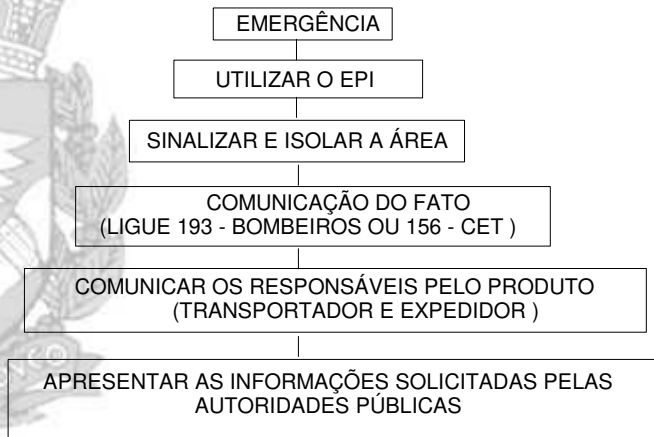 EMERGÊNCIA
UTILIZAR O EPI
SINALIZAR E ISOLAR A ÁREA
COMUNICAÇÃO DO FATO
(LIGUE 193 - BOMBEIROS OU 156 - CET )
COMUNICAR OS RESPONSÁVEIS PELO PRODUTO
(TRANSPORTADOR E EXPEDIDOR )
APRESENTAR AS INFORMAÇÕES SOLICITADAS PELAS
AUTORIDADES PÚBLICAS